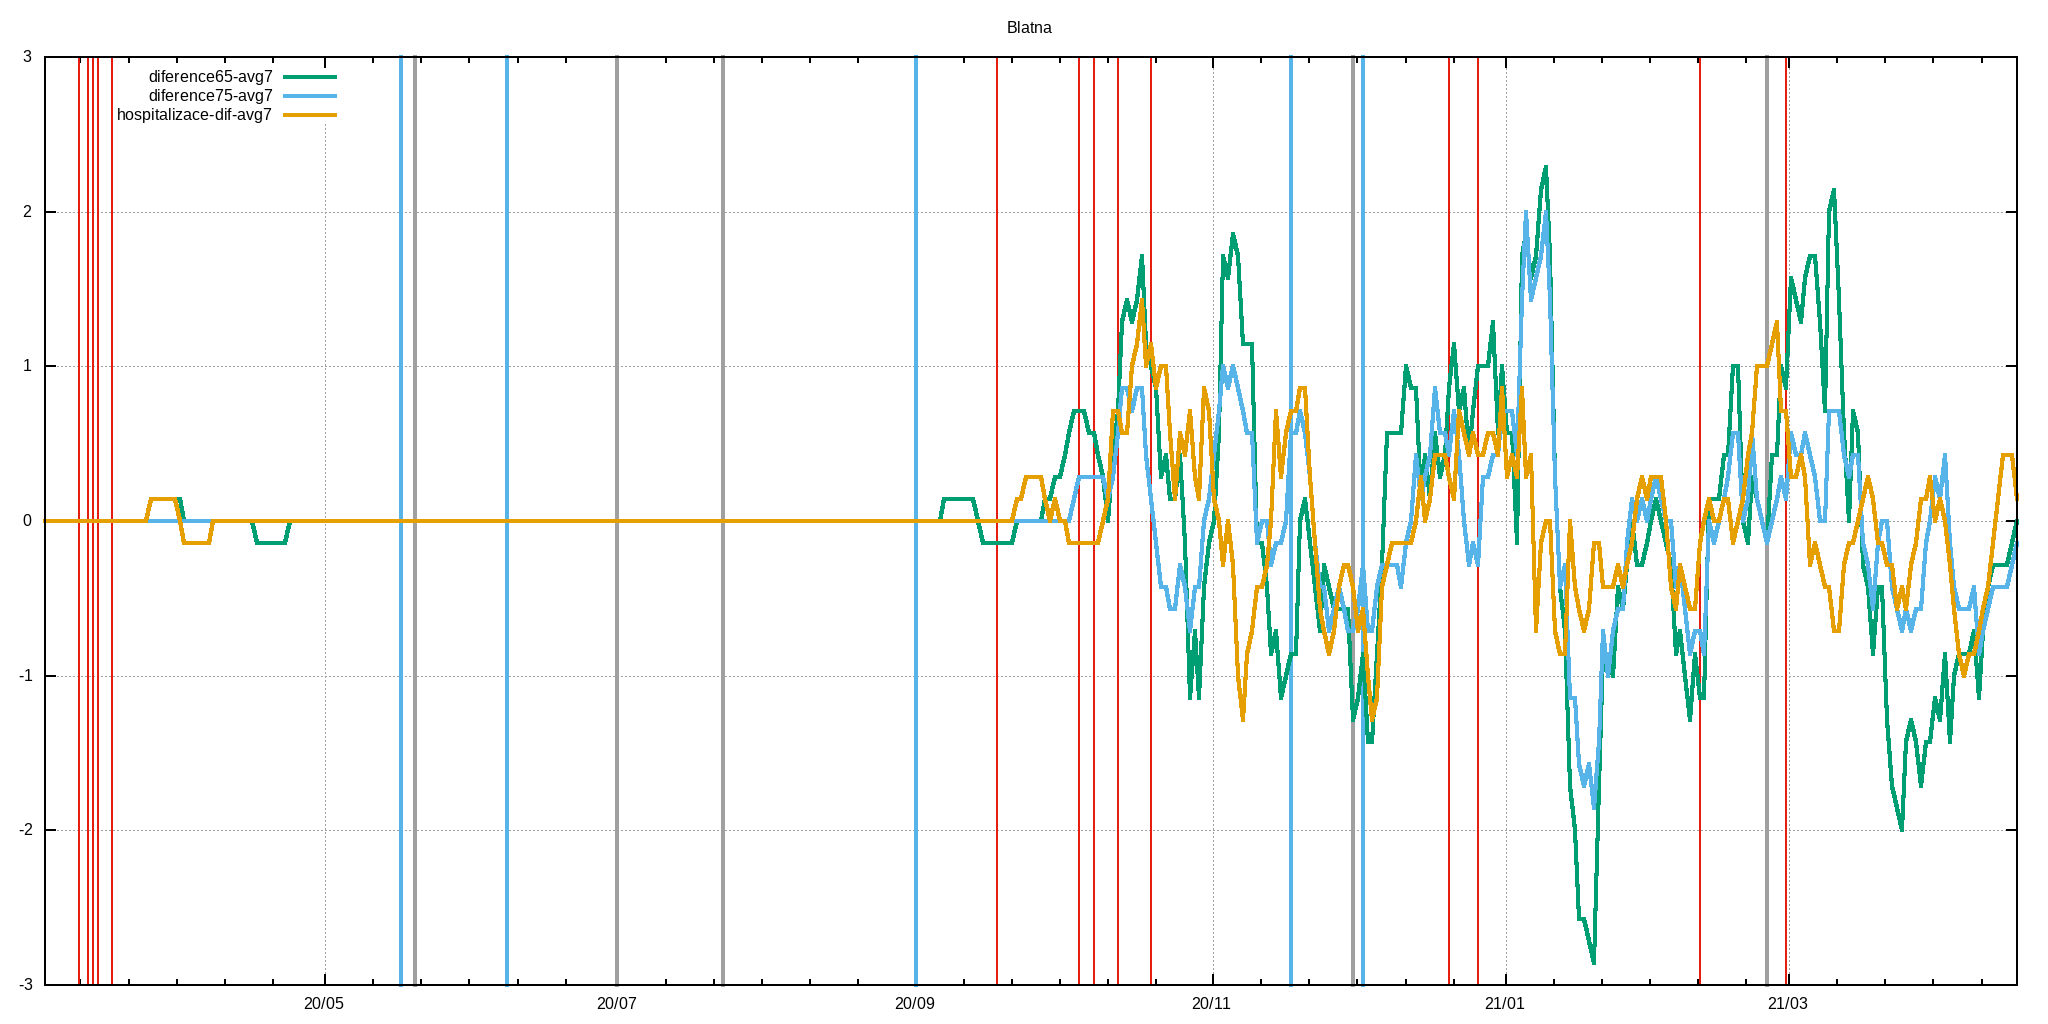 Blatna
diference65-avg7
diference75-avg7
hospitalizace-dif-avg7
3
2
1
0
-1
-2
-3
20/05 20/07 20/09 20/11 21/01 21/03